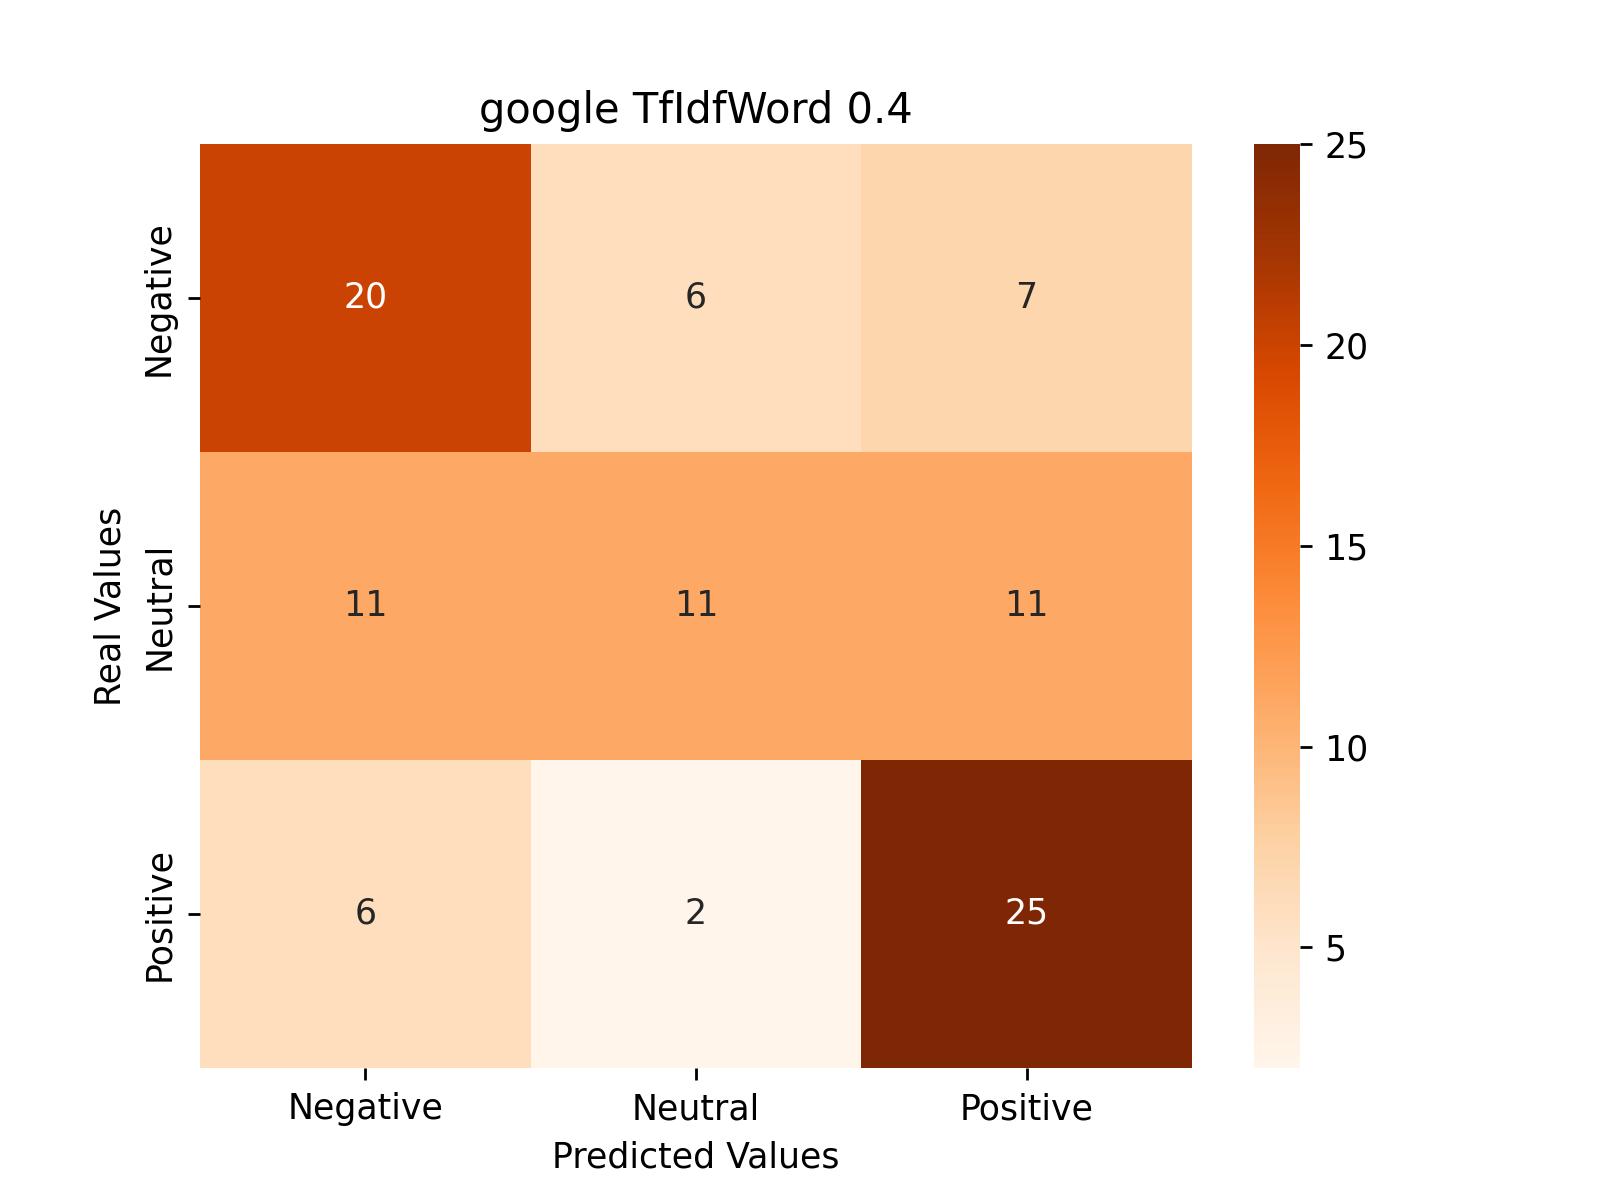 google TfIdfWord 0.4
25
20
15
10
5
Real Values
Negative
20 6 7
Neutral
11 11 11
Positive
6 2 25
Negative Neutral Positive
Predicted Values